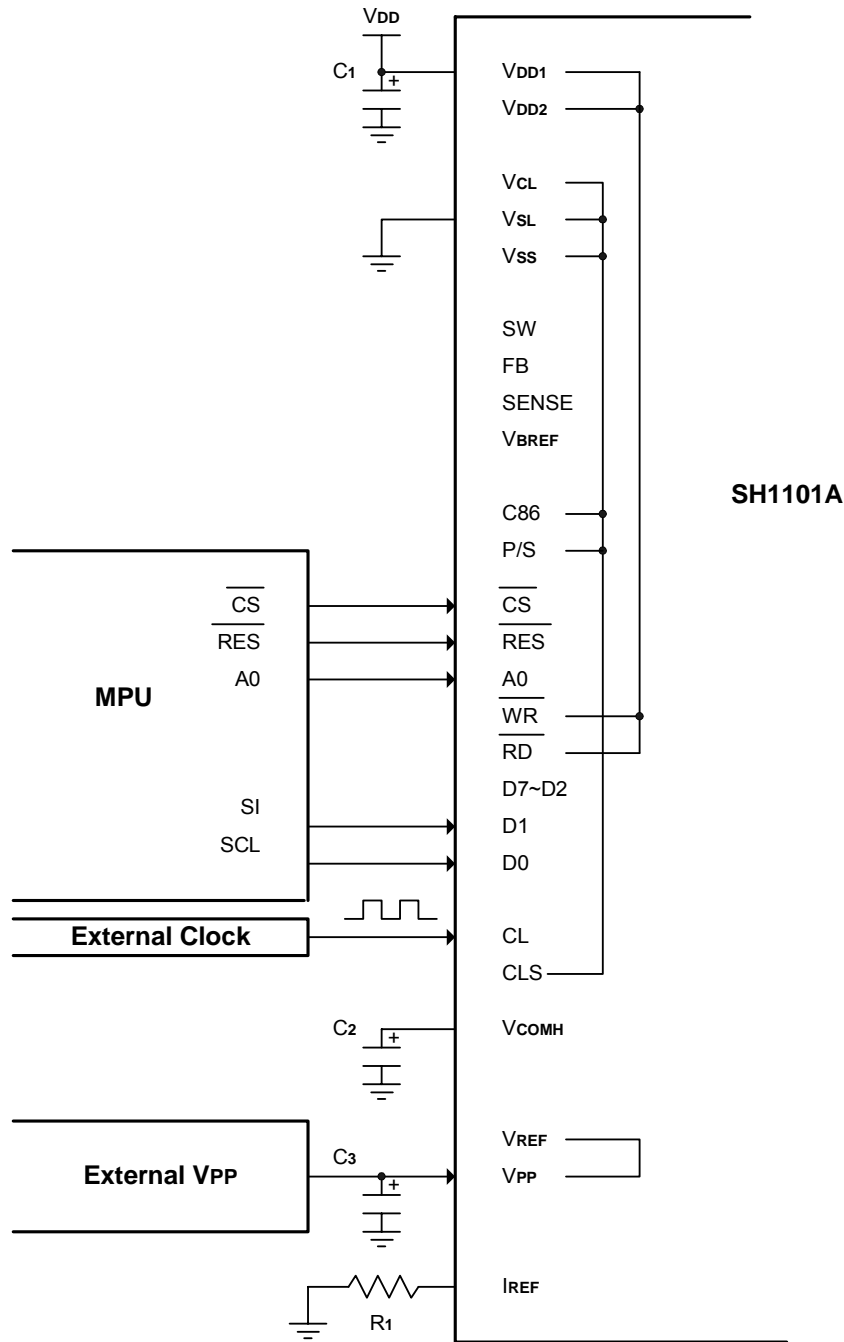 VDD
C1
+
VDD1
VDD2
VCL
VSL
VSS
SW
FB
SENSE
VBREF
SH1101A
C86
P/S
MPU
CS
RES
A0
SI
SCL
CS
RES
A0
WR
RD
D7~D2
D1
D0
External Clock
CL
CLS
C2
+
VCOMH
External VPP
C3
+
VREF
VPP
R1
IREF